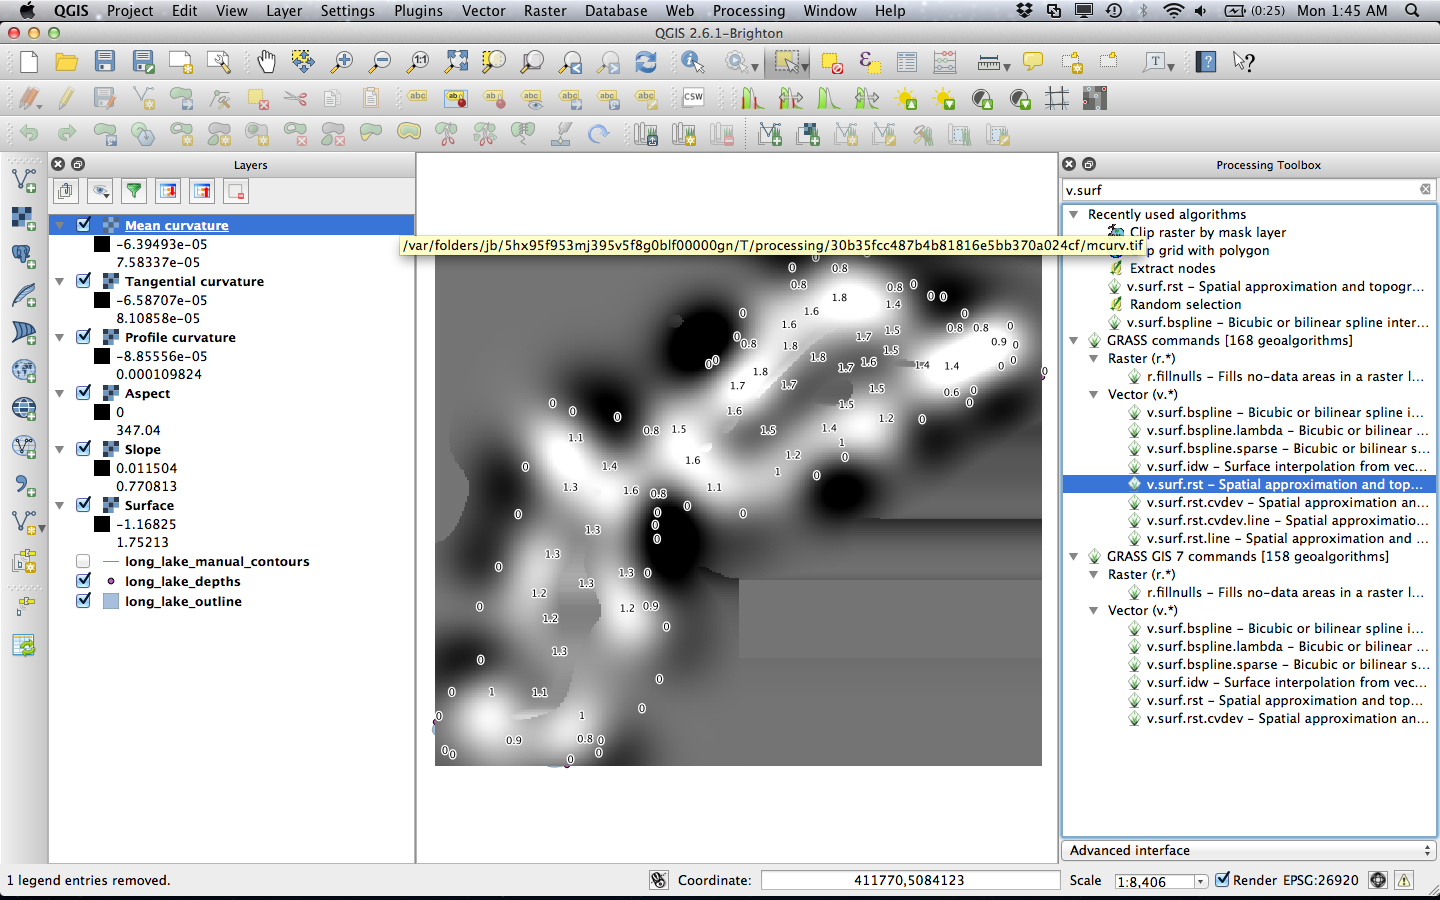 QGIS Project Edit View Layer Settings Plugins Vector Raster Database Web Processing Window Help (0:25) Mon 1:45 AM
QGIS 2.6.1-Brighton
Layers
Mean curvature
-6.39493e-05
7.58337e-05
Tangential curvature
-6.58707e-05
8.10858e-05
Profile curvature
-8.85556e-05
0.000109824
Aspect
0
347.04
Slope
0.011504
0.770813
Surface
-1.16825
1.75213
long_lake_manual_contours
long_lake_depths
long_lake_outline
/var/folders/jb/5hx95f953mj395v5f8g0blf00000gn/T/processing/30b35fcc487b4b81816e5bb370a024cf/mcurv.tif
Processing Toolbox
v.surf
Recently used algorithms
Clip raster by mask layer
p grid with polygon
Extract nodes
v.surf.rst - Spatial approximation and topogr...
Random selection
v.surf.bspline - Bicubic or bilinear spline inter...
GRASS commands [168 geoalgorithms]
Raster (r.*)
r.fillnulls - Fills no-data areas in a raster l...
Vector (v.*)
v.surf.bspline - Bicubic or bilinear spline i...
v.surf.bspline.lambda - Bicubic or bilinear ...
v.surf.bspline.sparse - Bicubic or bilinear s...
v.surf.idw - Surface interpolation from vec...
v.surf.rst - Spatial approximation and top...
v.surf.rst.cvdev - Spatial approximation an...
v.surf.rst.cvdev.line - Spatial approximatio...
v.surf.rst.line - Spatial approximation and ...
GRASS GIS 7 commands [158 geoalgorithms]
Raster (r.*)
r.fillnulls - Fills no-data areas in a raster l...
Vector (v.*)
v.surf.bspline - Bicubic or bilinear spline i...
v.surf.bspline.lambda - Bicubic or bilinear ...
v.surf.bspline.sparse - Bicubic or bilinear s...
v.surf.idw - Surface interpolation from vec...
v.surf.rst - Spatial approximation and top...
v.surf.rst.cvdev - Spatial approximation an...
Advanced interface
1 legend entries removed.
Coordinate: 411770,5084123 Scale 1:8,406 Render EPSG:26920